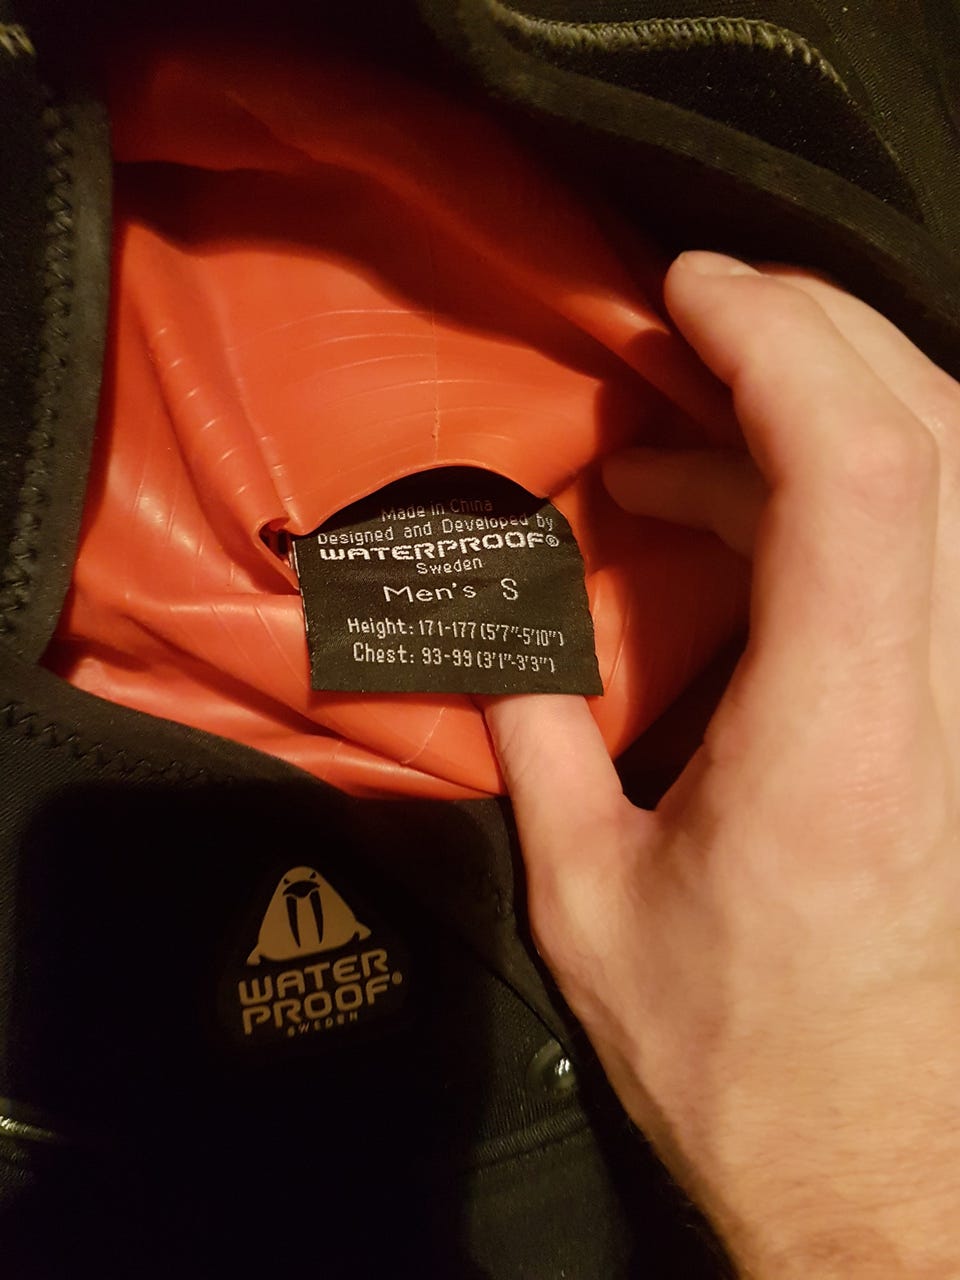 Made in China
Designed and Developed by
WATERPROOF®
Sweden
Men's S
Height: 171-177 (5'7"-5'10")
Chest: 93-99 (3'1"-3'3")
WATER
PROOF®
SWEDEN